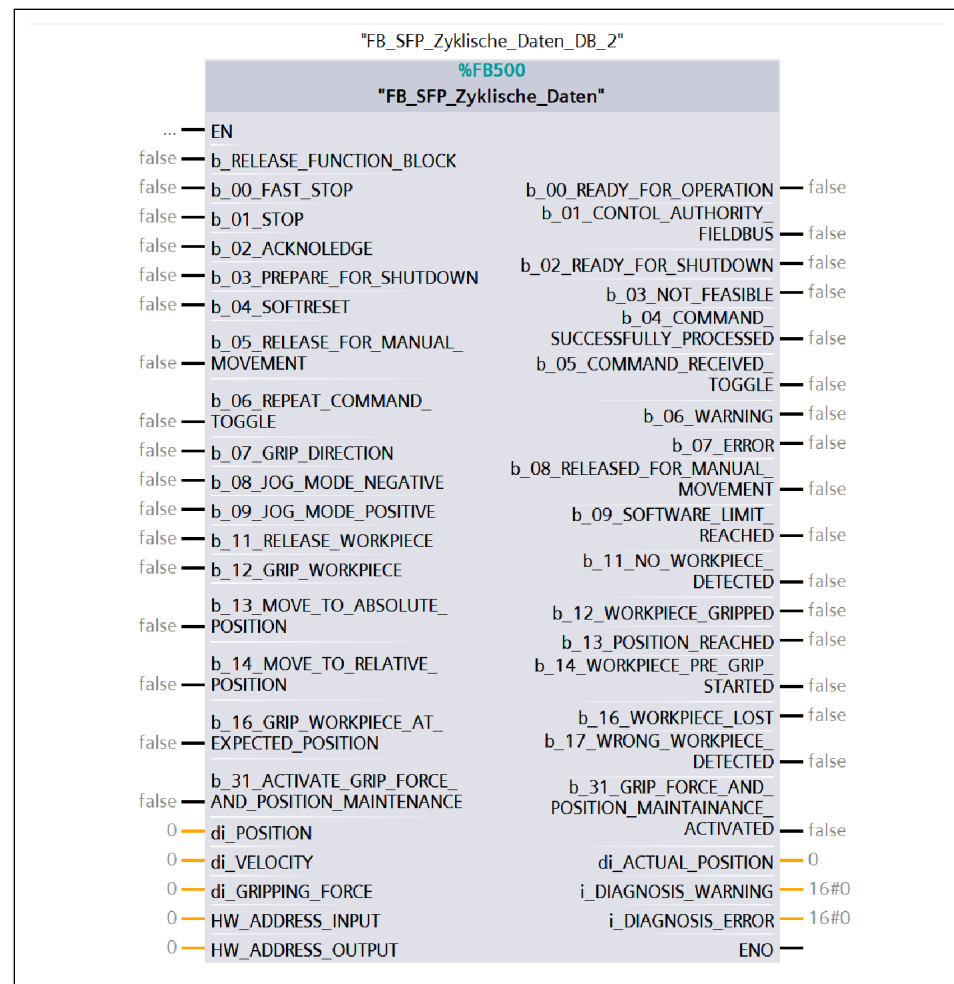 "FB_SFP_Zyklische_Daten_DB_2"
%FB500
"FB_SFP_Zyklische_Daten"
... EN
false b_RELEASE_FUNCTION_BLOCK
false b_00_FAST_STOP
false b_01_STOP
false b_02_ACKNOLEDGE
false b_03_PREPARE_FOR_SHUTDOWN
false b_04_SOFTRESET
b_05_RELEASE_FOR_MANUAL_
false MOVEMENT
b_06_REPEAT_COMMAND_
false TOGGLE
false b_07_GRIP_DIRECTION
false b_08_JOG_MODE_NEGATIVE
false b_09_JOG_MODE_POSITIVE
false b_11_RELEASE_WORKPIECE
false b_12_GRIP_WORKPIECE
b_13_MOVE_TO_ABSOLUTE_
false POSITION
b_14_MOVE_TO_RELATIVE_
false POSITION
b_16_GRIP_WORKPIECE_AT_
false EXPECTED_POSITION
b_31_ACTIVATE_GRIP_FORCE_
false AND_POSITION_MAINTENANCE
0 di_POSITION
0 di_VELOCITY
0 di_GRIPPING_FORCE
0 HW_ADDRESS_INPUT
0 HW_ADDRESS_OUTPUT
b_00_READY_FOR_OPERATION false
b_01_CONTOL_AUTHORITY_
FIELDBUS false
b_02_READY_FOR_SHUTDOWN false
b_03_NOT_FEASIBLE false
b_04_COMMAND_
SUCCESSFULLY_PROCESSED false
b_05_COMMAND_RECEIVED_
TOGGLE false
b_06_WARNING false
b_07_ERROR false
b_08_RELEASED_FOR_MANUAL_
MOVEMENT false
b_09_SOFTWARE_LIMIT_
REACHED false
b_11_NO_WORKPIECE_
DETECTED false
b_12_WORKPIECE_GRIPPED false
b_13_POSITION_REACHED false
b_14_WORKPIECE_PRE_GRIP_
STARTED false
b_16_WORKPIECE_LOST false
b_17_WRONG_WORKPIECE_
DETECTED false
b_31_GRIP_FORCE_AND_
POSITION_MAINTAINANCE_
ACTIVATED false
di_ACTUAL_POSITION 0
i_DIAGNOSIS_WARNING 16#0
i_DIAGNOSIS_ERROR 16#0
ENO